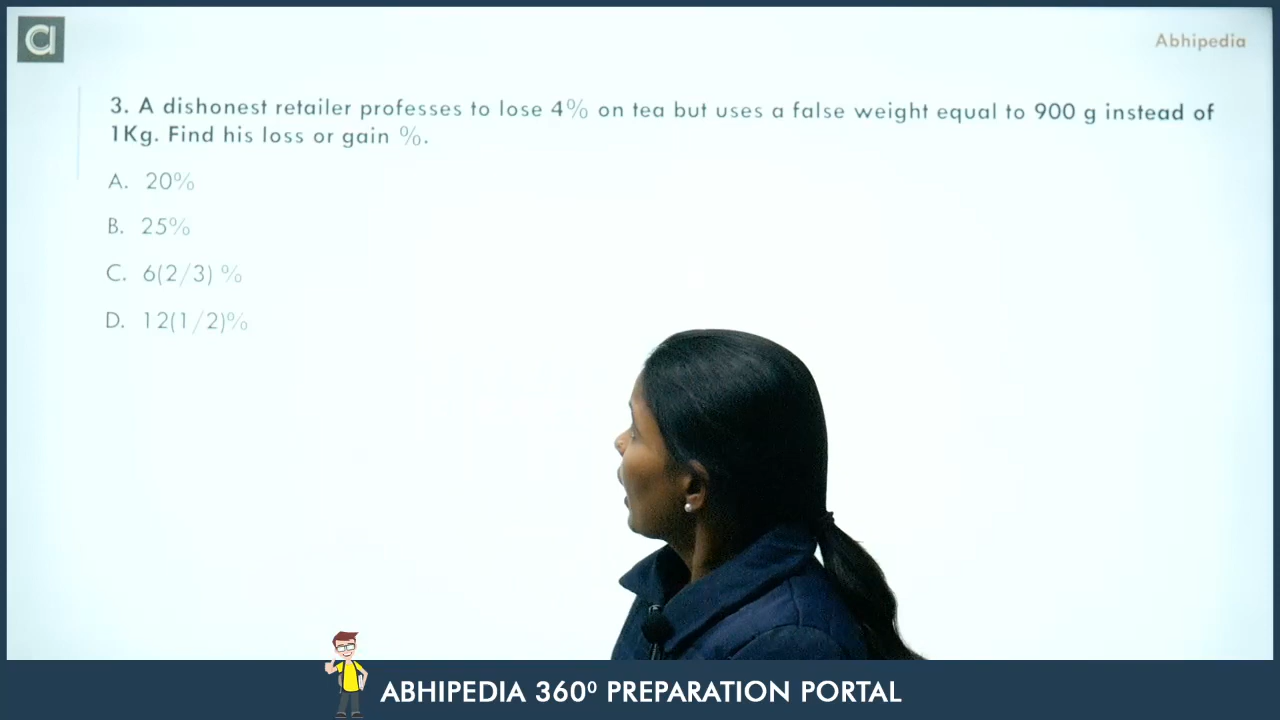 Abhipedia
3. A dishonest retailer professes to lose 4% on tea but uses a false weight equal to 900 g instead of
1Kg. Find his loss or gain %.
A. 20%
B. 25%
C. 6(2/3) %
D. 12(1/2)%
ABHIPEDIA 360⁰ PREPARATION PORTAL